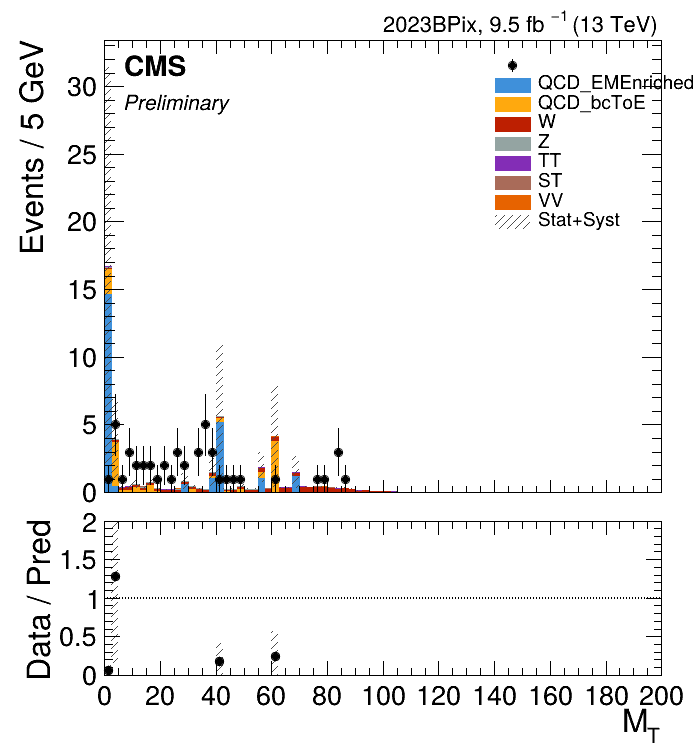 2023BPix, 9.5 fb⁻¹ (13 TeV)
CMS
Preliminary
QCD_EMEnriched
QCD_bcToE
W
Z
TT
ST
VV
Stat+Syst
Events / 5 GeV
30
25
20
15
10
5
0
Data / Pred
2
1.5
1
0.5
0
0 20 40 60 80 100 120 140 160 180 200
M_T